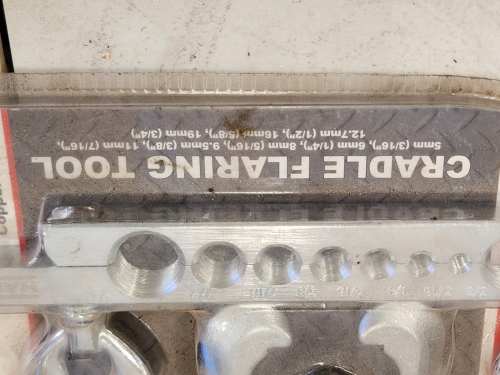 CRADLE FLARING TOOL
5mm (3/16"), 6mm (1/4"), 8mm (5/16"), 9.5mm (3/8"), 11mm (7/16"),
12.7mm (1/2"), 16mm (5/8"), 19mm (3/4")
Copper